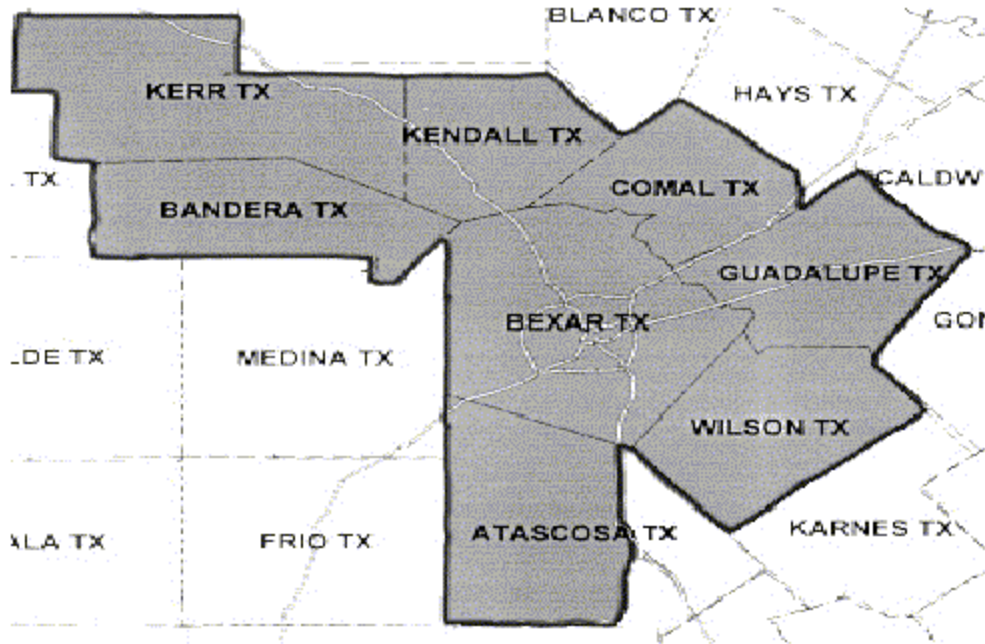 BLANCO TX
KERR TX
HAYS TX
KENDALL TX
TX
COMAL TX
CALDW
BANDERA TX
GUADALUPE TX
BEXAR TX
GON
DE TX
MEDINA TX
WILSON TX
ATASCOSA TX
KARNES TX
ALA TX
FRIO TX